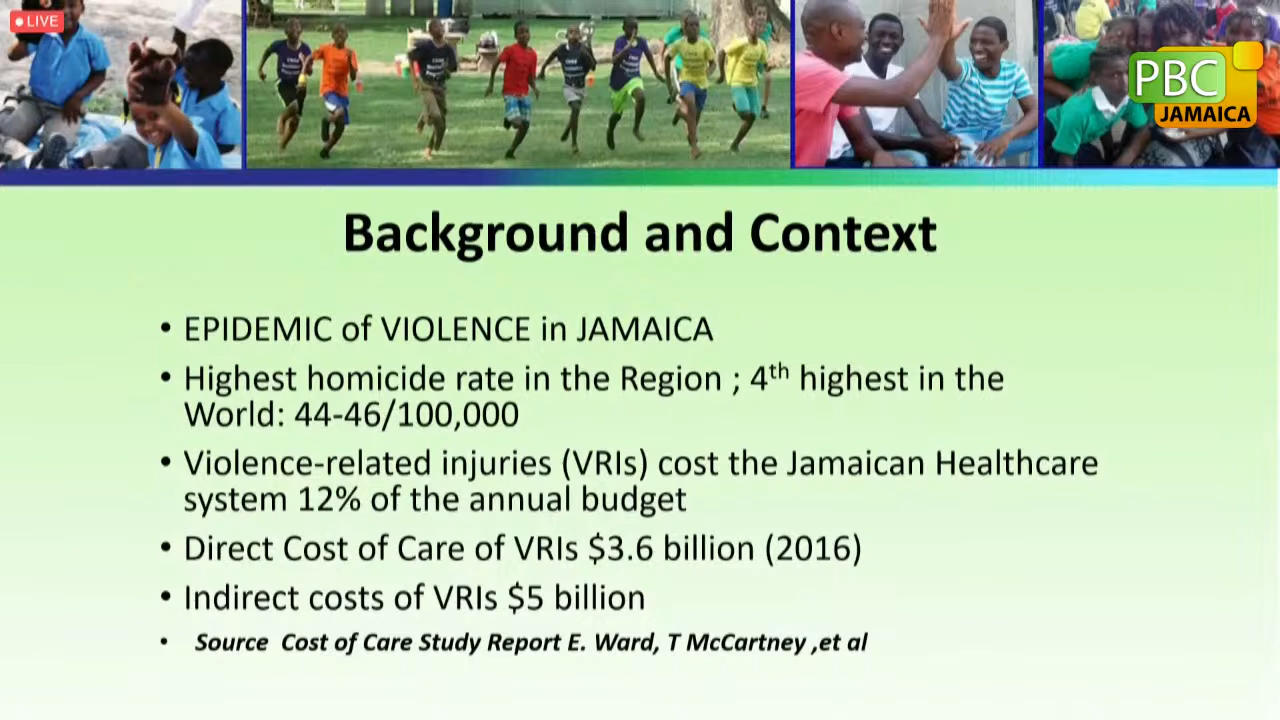 LIVE
PBC
JAMAICA
Background and Context
• EPIDEMIC of VIOLENCE in JAMAICA
• Highest homicide rate in the Region ; 4th highest in the
World: 44-46/100,000
• Violence-related injuries (VRIs) cost the Jamaican Healthcare
system 12% of the annual budget
• Direct Cost of Care of VRIs $3.6 billion (2016)
• Indirect costs of VRIs $5 billion
• Source Cost of Care Study Report E. Ward, T McCartney ,et al